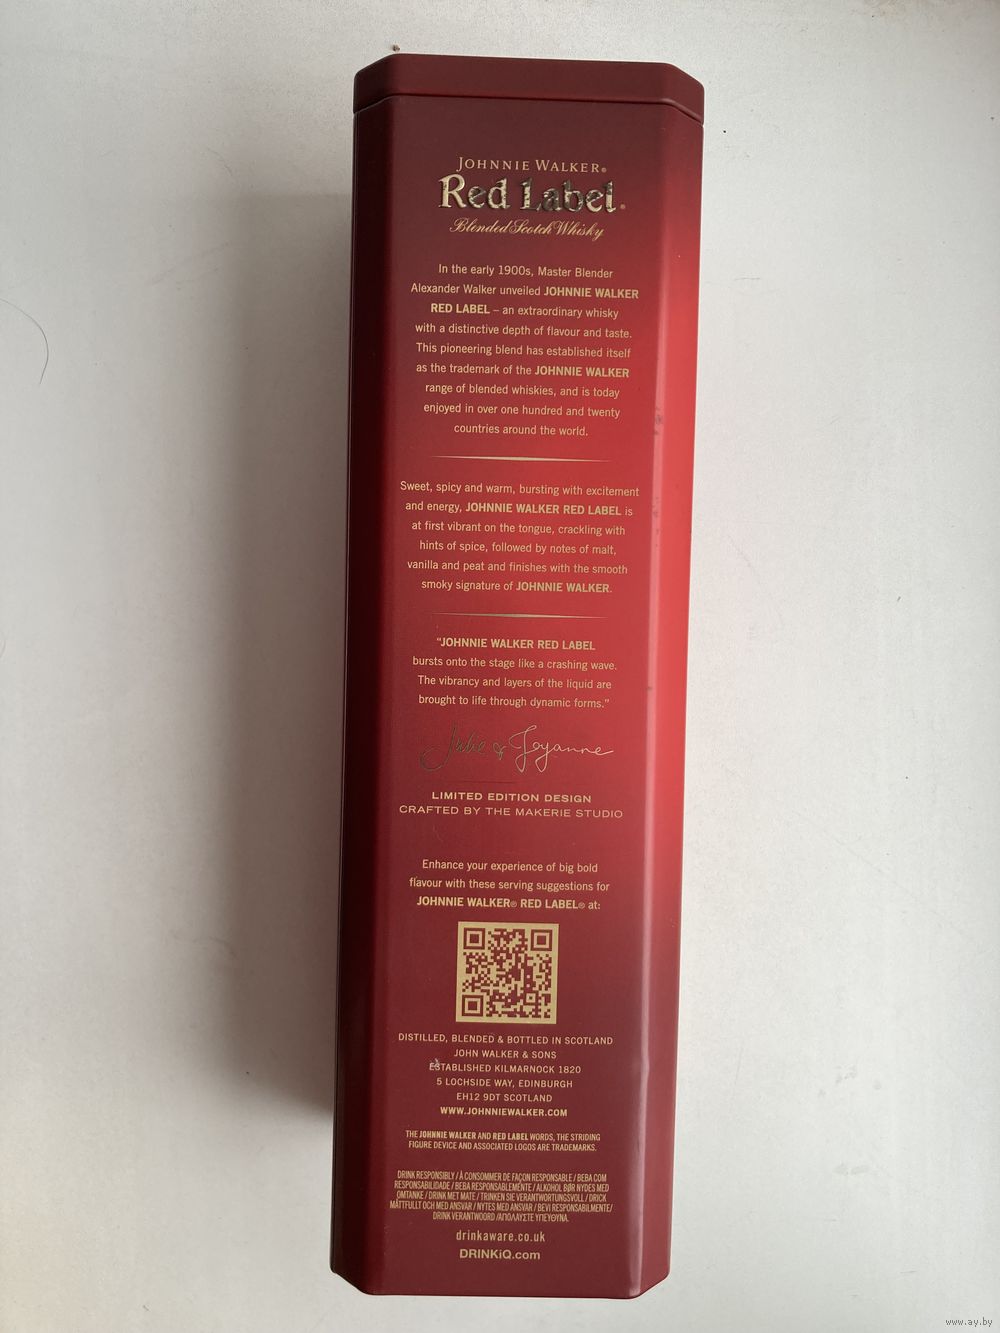 JOHNNIE WALKER®
Red Label®
Blended Scotch Whisky
In the early 1900s, Master Blender
Alexander Walker unveiled JOHNNIE WALKER
RED LABEL – an extraordinary whisky
with a distinctive depth of flavour and taste.
This pioneering blend has established itself
as the trademark of the JOHNNIE WALKER
range of blended whiskies, and is today
enjoyed in over one hundred and twenty
countries around the world.
Sweet, spicy and warm, bursting with excitement
and energy, JOHNNIE WALKER RED LABEL is
at first vibrant on the tongue, crackling with
hints of spice, followed by notes of malt,
vanilla and peat and finishes with the smooth
smoky signature of JOHNNIE WALKER.
"JOHNNIE WALKER RED LABEL
bursts onto the stage like a crashing wave.
The vibrancy and layers of the liquid are
brought to life through dynamic forms."
Julie & Joyanne
LIMITED EDITION DESIGN
CRAFTED BY THE MAKERIE STUDIO
Enhance your experience of big bold
flavour with these serving suggestions for
JOHNNIE WALKER® RED LABEL® at:
DISTILLED, BLENDED & BOTTLED IN SCOTLAND
JOHN WALKER & SONS
ESTABLISHED KILMARNOCK 1820
5 LOCHSIDE WAY, EDINBURGH
EH12 9DT SCOTLAND
WWW.JOHNNIEWALKER.COM
THE JOHNNIE WALKER AND RED LABEL WORDS, THE STRIDING
FIGURE DEVICE AND ASSOCIATED LOGOS ARE TRADEMARKS.
DRINK RESPONSIBLY / À CONSOMMER DE FAÇON RESPONSABLE / BEBA COM
RESPONSABILIDADE / BEBA RESPONSABLEMENTE / ALKOHOL BØR NYDES MED
OMTANKE / DRINK MET MATE / TRINKEN SIE VERANTWORTUNGSVOLL / DRICK
MÅTTFULLT OCH MED ANSVAR / NYTES MED ANSVAR / BEVI RESPONSABILMENTE/
DRINK VERANTWOORD /ΑΠΟΛΑΥΣΤΕ ΥΠΕΥΘΥΝΑ.
drinkaware.co.uk
DRINKiQ.com
www.ay.by